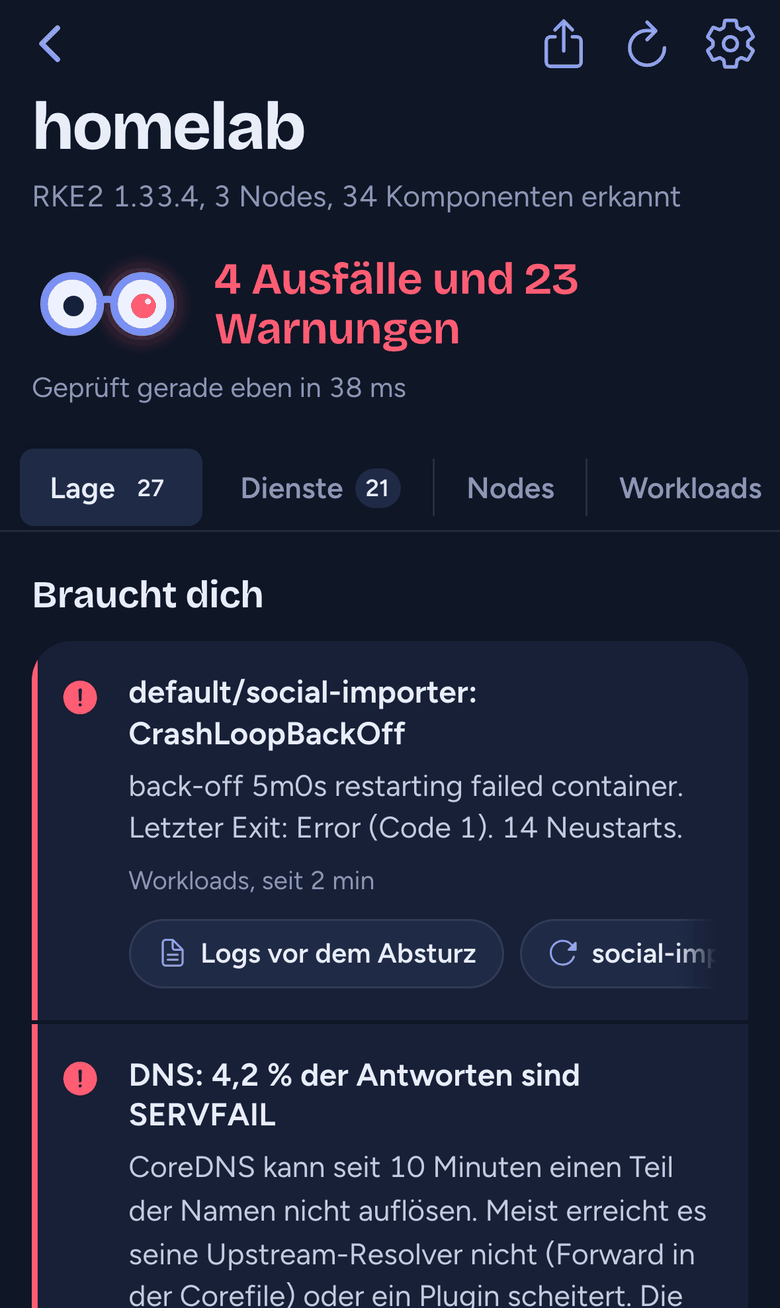 homelab
RKE2 1.33.4, 3 Nodes, 34 Komponenten erkannt
4 Ausfälle und 23
Warnungen
Geprüft gerade eben in 38 ms
Lage 27 Dienste 21 Nodes Workloads
Braucht dich
default/social-importer:
CrashLoopBackOff
back-off 5m0s restarting failed container.
Letzter Exit: Error (Code 1). 14 Neustarts.
Workloads, seit 2 min
Logs vor dem Absturz social-imp
DNS: 4,2 % der Antworten sind
SERVFAIL
CoreDNS kann seit 10 Minuten einen Teil
der Namen nicht auflösen. Meist erreicht es
seine Upstream-Resolver nicht (Forward in
der Corefile) oder ein Plugin scheitert. Die